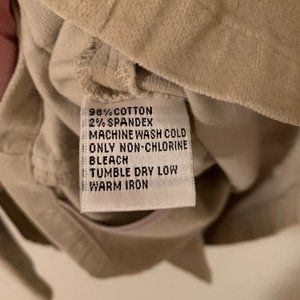 98% COTTON
2% SPANDEX
MACHINE WASH COLD
ONLY NON-CHLORINE
BLEACH
TUMBLE DRY LOW
WARM IRON